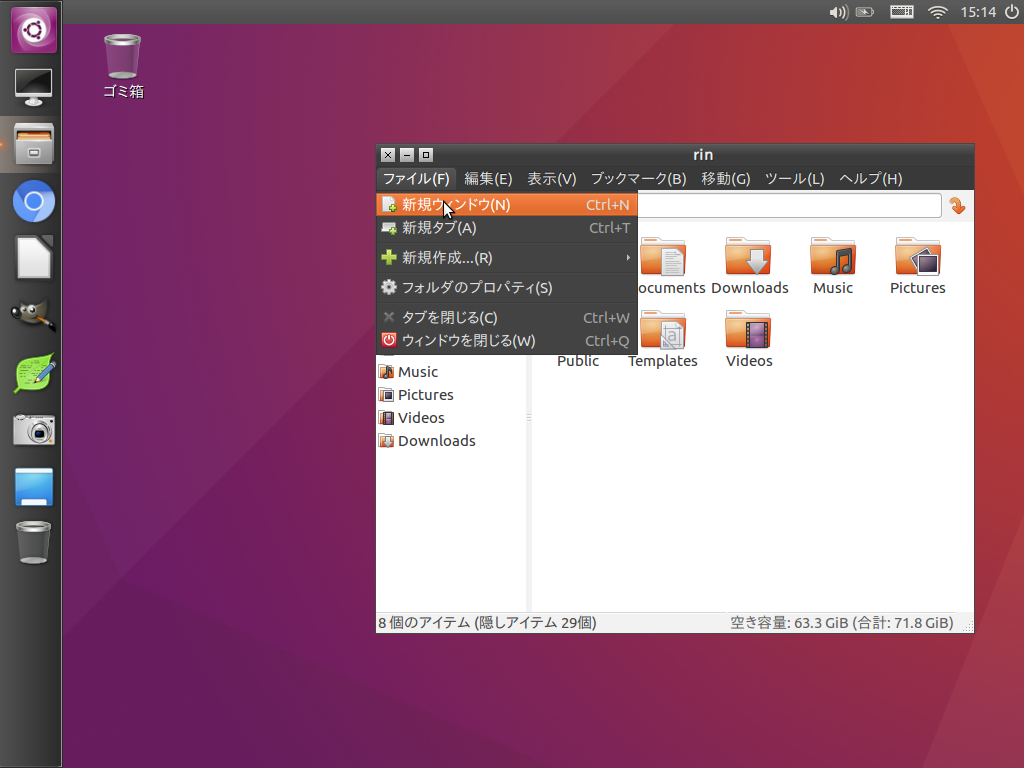 15:14
ゴミ箱
rin
ファイル(F) 編集(E) 表示(V) ブックマーク(B) 移動(G) ツール(L) ヘルプ(H)
新規ウィンドウ(N) Ctrl+N
新規タブ(A) Ctrl+T
新規作成...(R)
フォルダのプロパティ(S)
タブを閉じる(C) Ctrl+W
ウィンドウを閉じる(W) Ctrl+Q
ocuments Downloads Music Pictures
Public Templates Videos
Music
Pictures
Videos
Downloads
8 個のアイテム (隠しアイテム 29個) 空き容量: 63.3 GiB (合計: 71.8 GiB)